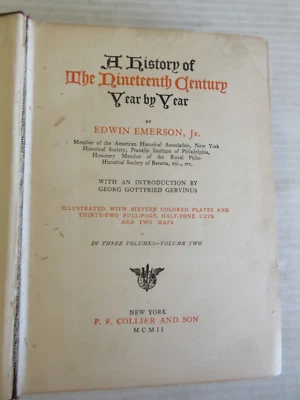 A History of
The Nineteenth Century
Year by Year
BY
EDWIN EMERSON, Jr.
Member of the American Historical Association, New York
Historical Society, Franklin Institute of Philadelphia,
Honorary Member of the Royal Philo-
Historical Society of Bavaria, etc., etc.
WITH AN INTRODUCTION BY
GEORG GOTTFRIED GERVINUS
ILLUSTRATED WITH SIXTEEN COLORED PLATES AND
THIRTY-TWO FULL-PAGE, HALF-TONE CUTS
AND TWO MAPS
IN THREE VOLUMES—VOLUME TWO
NEW YORK
P. F. COLLIER AND SON
MCMII